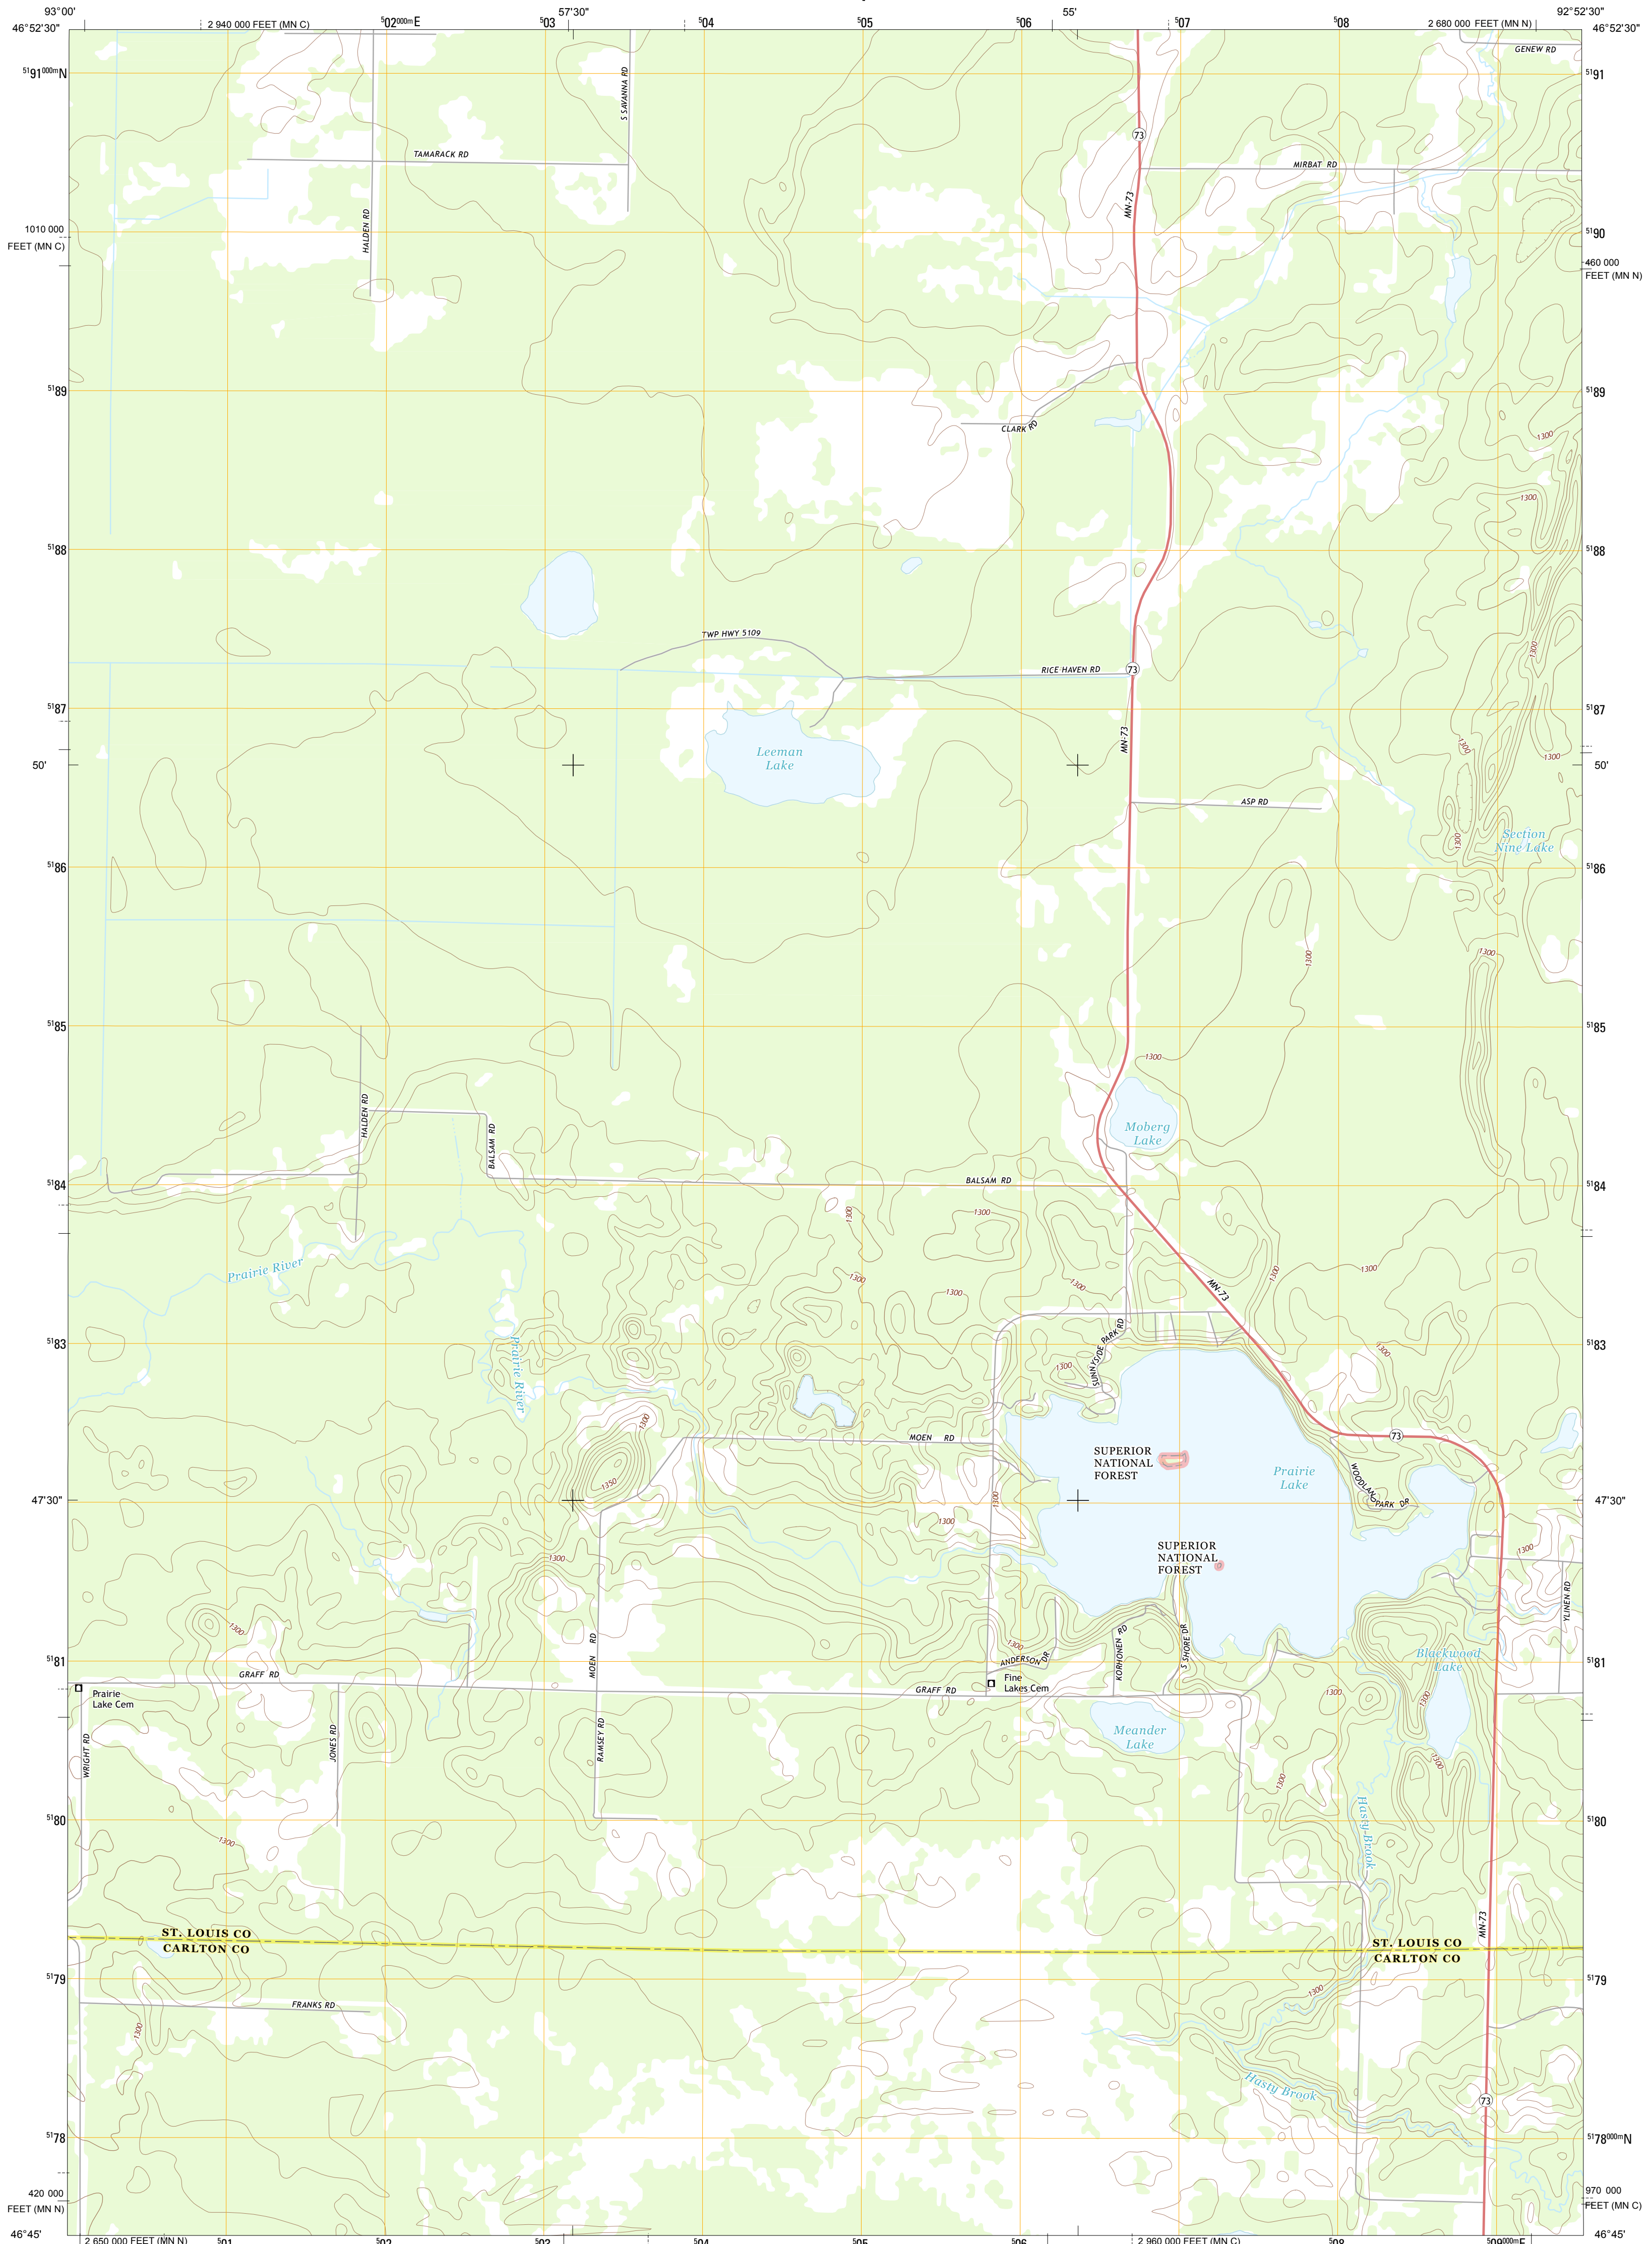 93°00'
2 940 000 FEET (MN C)
502000mE
503
57'30"
504
505
506
55'
507
508
2 680 000 FEET (MN N)
92°52'30"
46°52'30"
46°52'30"
GENEW RD
5191000mN
5191
S SAVANNA RD
73
TAMARACK RD
MIRBAT RD
MN-73
HALDEN RD
1010 000
FEET (MN C)
5190
460 000
FEET (MN N)
5189
5189
CLARK RD
1300
1300
5188
5188
TWP HWY 5109
RICE HAVEN RD
73
1300
5187
5187
MN-73
Leeman
Lake
1300
1300
50'
50'
ASP RD
Section
Nine Lake
1300
5186
5186
1300
1300
5185
5185
1300
HALDEN RD
BALSAM RD
Moberg
Lake
5184
BALSAM RD
5184
1300
1300
Prairie River
1300
1300
1300
1300
1300
MN-73
5183
Prairie River
SUNNYSIDE PARK RD
5183
1300
1300
1300
MOEN RD
73
SUPERIOR
NATIONAL
FOREST
Prairie
Lake
1350
WOODLAND PARK DR
47'30"
1300
47'30"
1300
SUPERIOR
NATIONAL
FOREST
1300
1300
YLINEN RD
1300
MOEN RD
1300
ANDERSON DR
KORHONEN RD
S SHORE DR
Blackwood
Lake
5181
5181
GRAFF RD
Prairie
Lake Cem
Fine
Lakes Cem
GRAFF RD
1300
1300
WRIGHT RD
JONES RD
RAMSEY RD
Meander
Lake
1300
1300
5180
5180
Hasty Brook
1300
MN-73
ST. LOUIS CO
CARLTON CO
ST. LOUIS CO
CARLTON CO
5179
5179
1300
FRANKS RD
1300
Hasty Brook
73
5178
5178000mN
420 000
FEET (MN N)
970 000
FEET (MN C)
46°45'
46°45'
2 650 000 FEET (MN N)
501
502
503
504
505
506
2 960 000 FEET (MN C)
508
509000mE